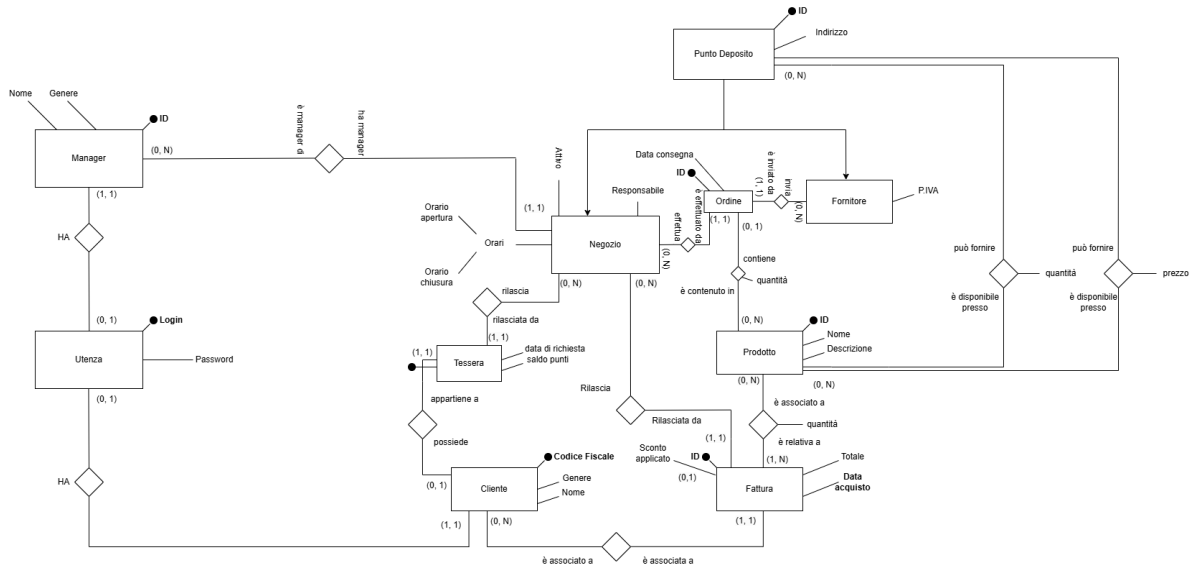 ID
Indirizzo
Punto Deposito
(0, N)
Nome
Genere
ID
Manager
(0, N)
(1, 1)
è manager di
ha manager
Attivo
Responsabile
(1, 1)
Orario
apertura
Orari
Orario
chiusura
Negozio
(0, N)
(0, N)
(0, N)
effettua
è effettuato da
Data consegna
ID
Ordine
(1, 1)
(0, 1)
(1, 1)
è inviato da
invia
(0, N)
Fornitore
P.IVA
HA
contiene
quantità
è contenuto in
(0, N)
può fornire
quantità
è disponibile
presso
può fornire
prezzo
è disponibile
presso
rilascia
rilasciata da
(1, 1)
(0, 1)
Login
Utenza
Password
(0, 1)
(1, 1)
Tessera
data di richiesta
saldo punti
ID
Nome
Descrizione
Prodotto
(0, N)
(0, N)
appartiene a
possiede
Rilascia
Rilasciata da
è associato a
quantità
è relativa a
(1, 1)
(1, N)
HA
Codice Fiscale
Genere
Nome
Cliente
(0, 1)
(1, 1)
(0, N)
Sconto
applicato
(0,1)
ID
Fattura
Totale
Data
acquisto
(1, 1)
è associato a
è associata a